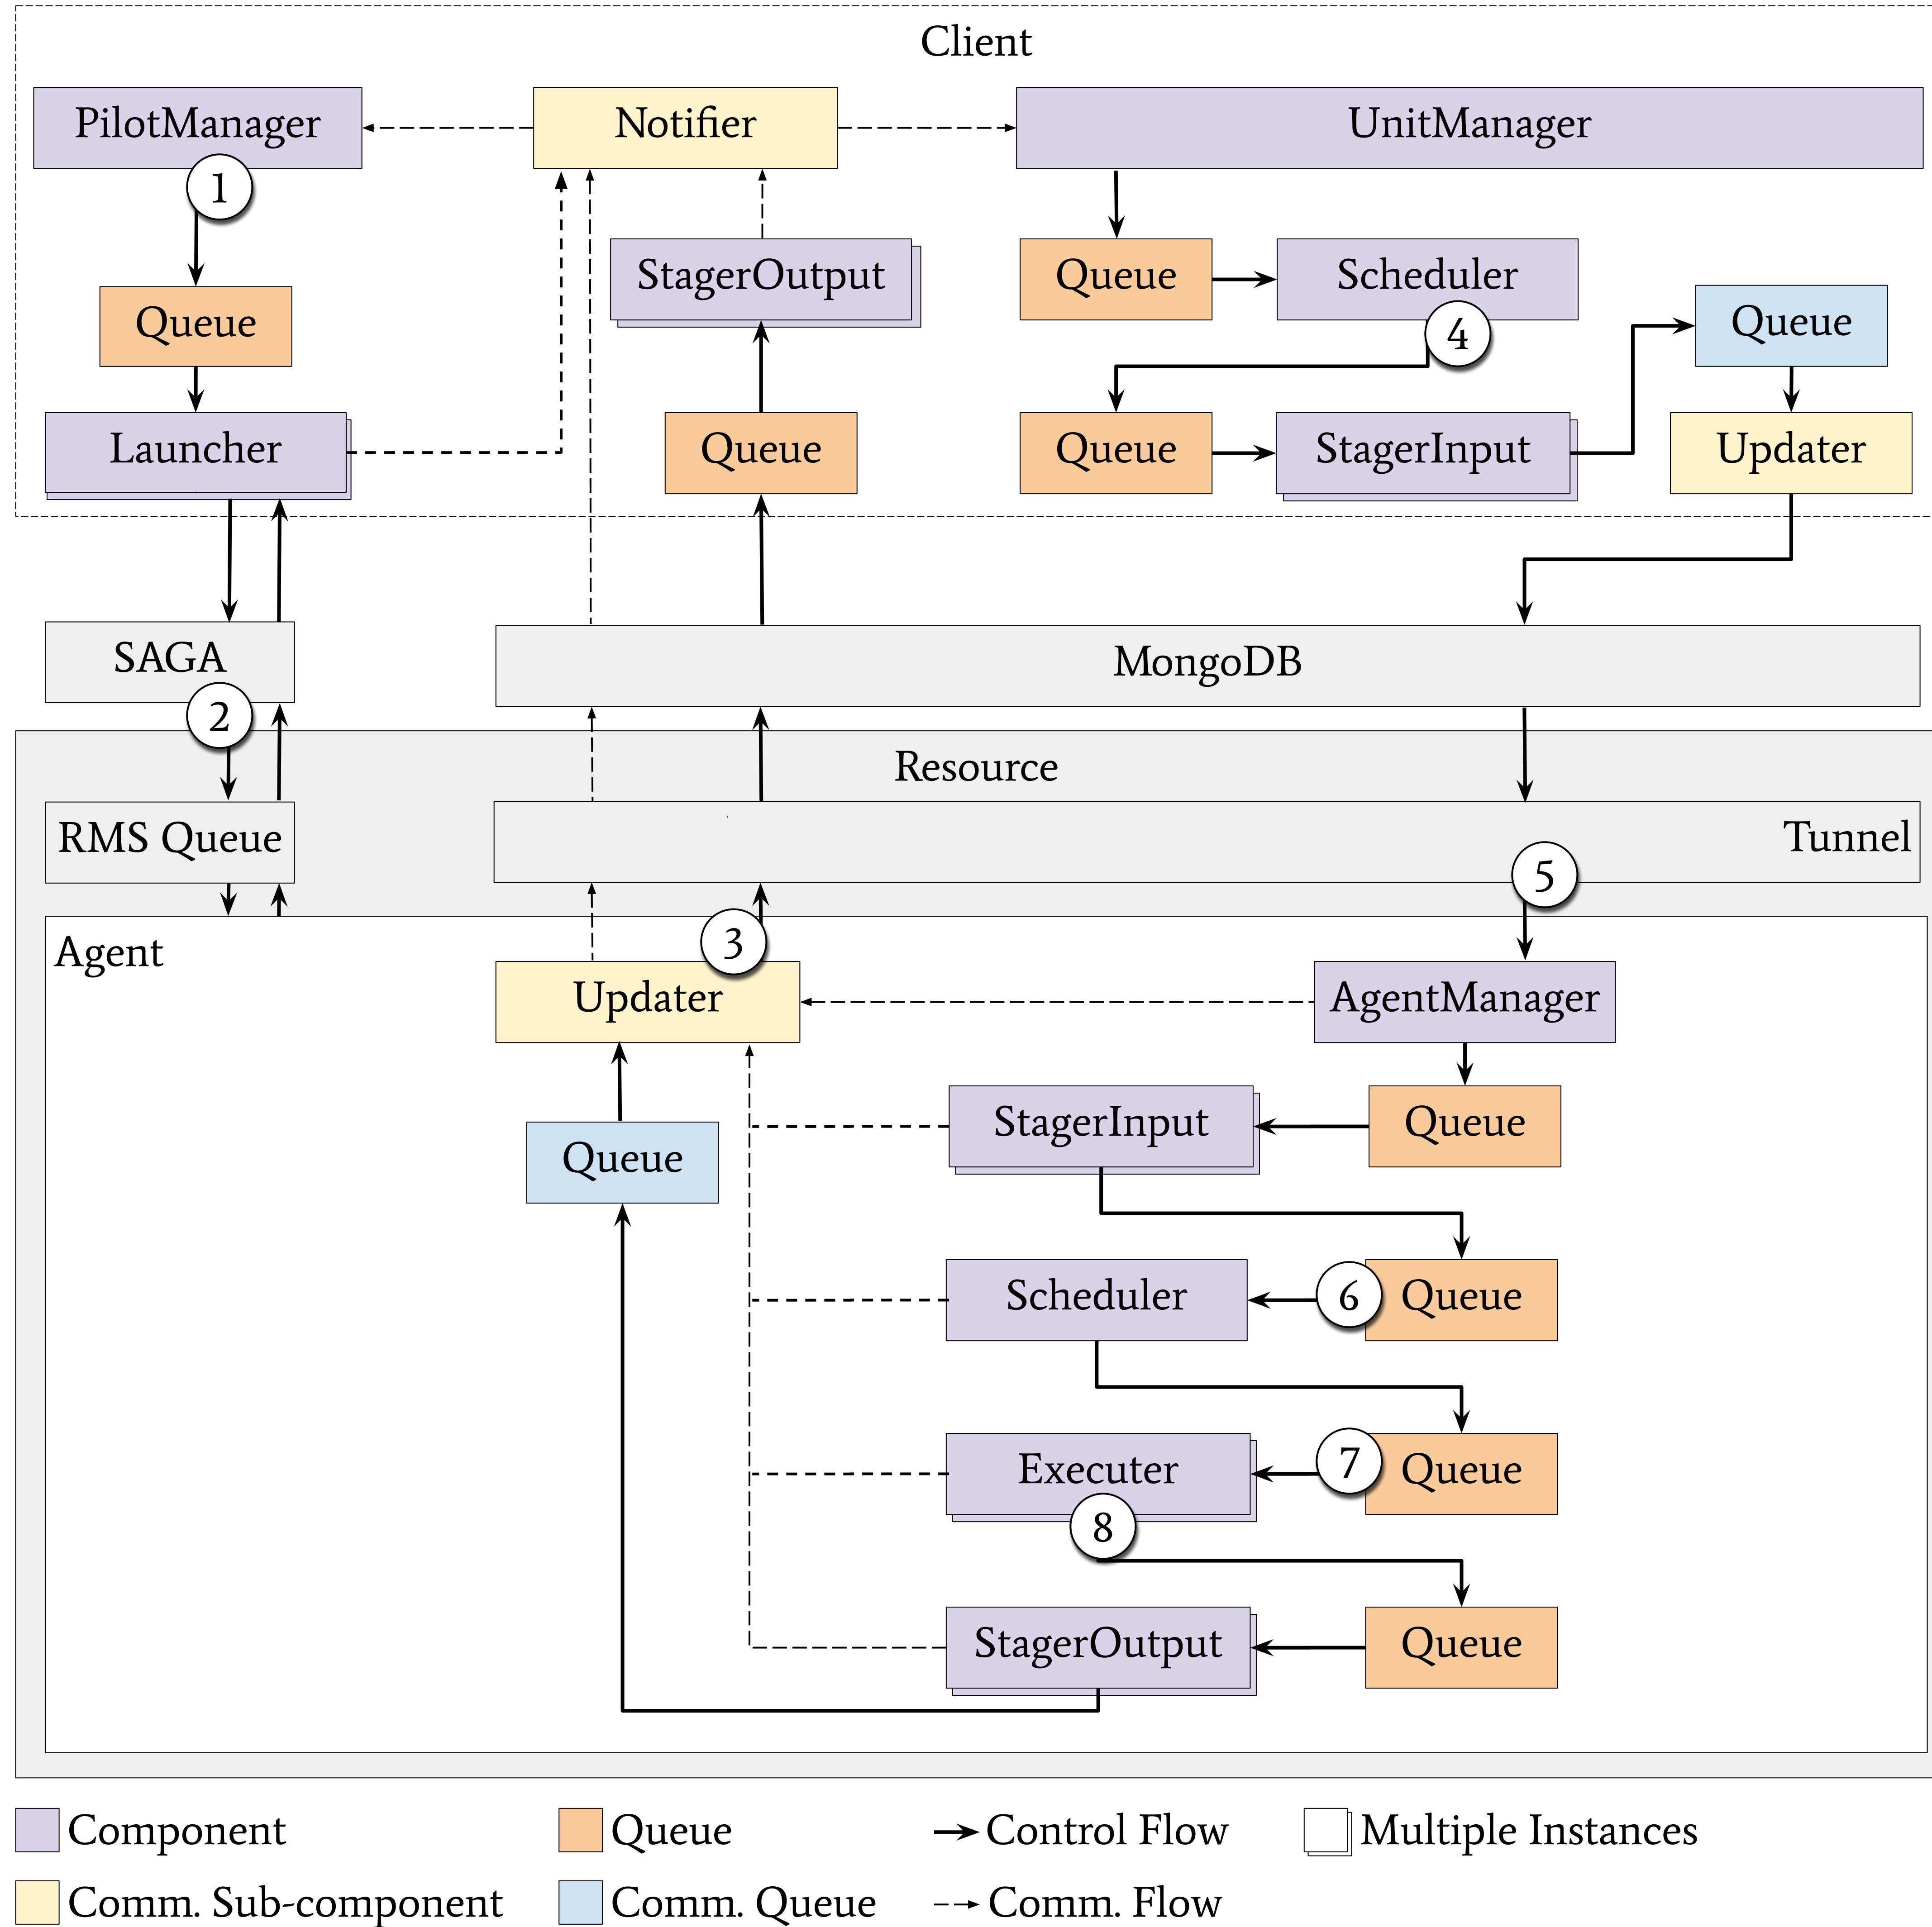 Client
PilotManager
Notifier
UnitManager
1
StagerOutput
Queue
Scheduler
Queue
Queue
4
Launcher
Queue
Queue
StagerInput
Updater
SAGA
MongoDB
2
Resource
RMS Queue
Tunnel
5
Agent
3
Updater
AgentManager
StagerInput
Queue
Queue
Scheduler
6
Queue
Executer
7
Queue
8
StagerOutput
Queue
Component
Queue
Control Flow
Multiple Instances
Comm. Sub-component
Comm. Queue
Comm. Flow